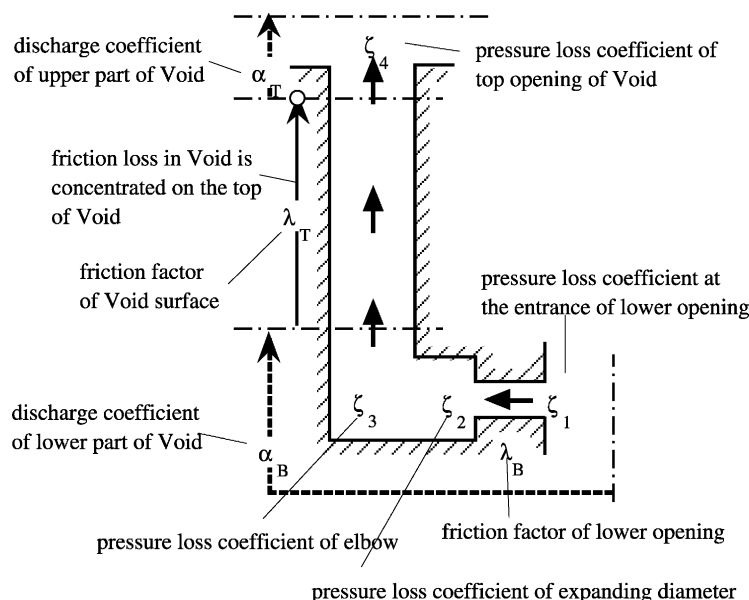 discharge coefficient
of upper part of Void
α
T
ζ
4
pressure loss coefficient of
top opening of Void
friction loss in Void is
concentrated on the top
of Void
λ
T
friction factor
of Void surface
pressure loss coefficient at
the entrance of lower opening
discharge coefficient
of lower part of Void
ζ 3
ζ 2
ζ 1
α
B
λ
B
friction factor of lower opening
pressure loss coefficient of elbow
pressure loss coefficient of expanding diameter